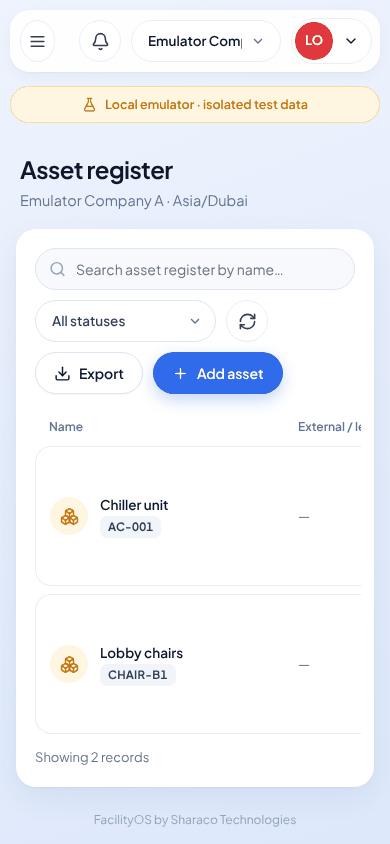 Emulator Comp
LO
Local emulator · isolated test data
Asset register
Emulator Company A · Asia/Dubai
Search asset register by name…
All statuses
Export
Add asset
Name External / le
Chiller unit
AC-001
—
Lobby chairs
CHAIR-B1
—
Showing 2 records
FacilityOS by Sharaco Technologies